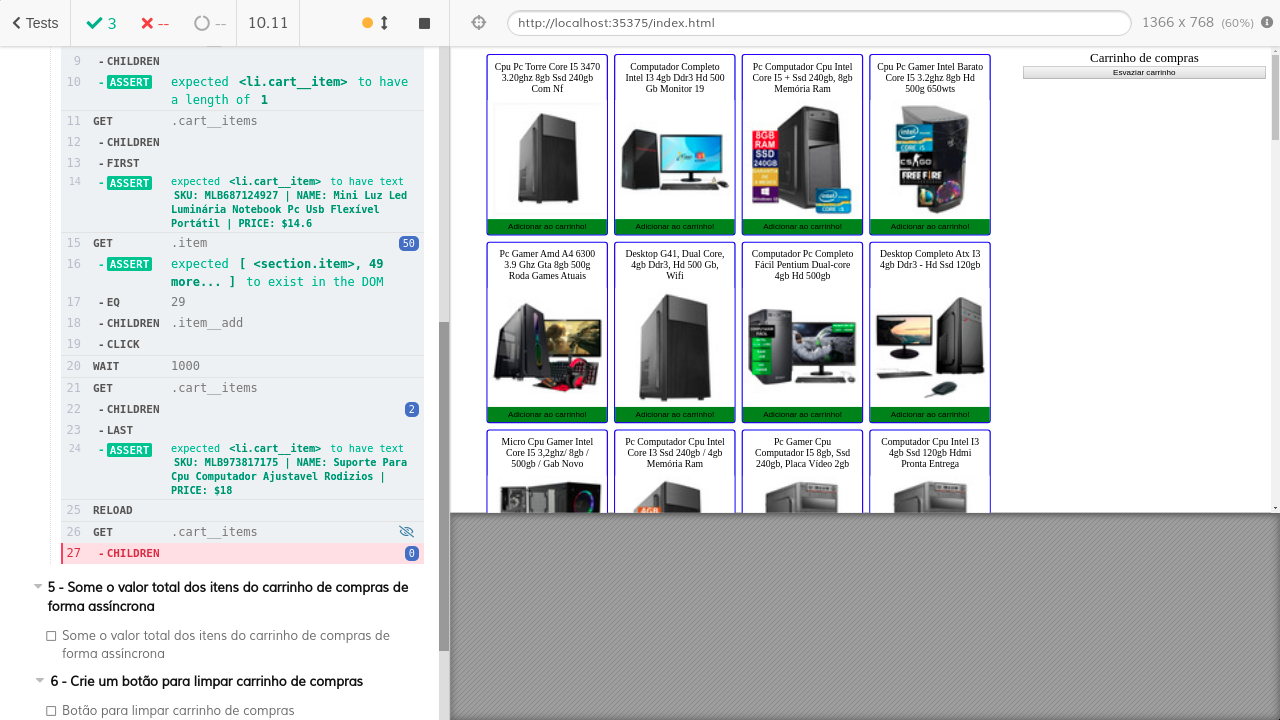 Tests
3
--
--
10.11
http://localhost:35375/index.html
1366 x 768 (60%)
9 - CHILDREN
10 - ASSERT expected <li.cart__item> to have
a length of 1
11 GET .cart__items
12 - CHILDREN
13 - FIRST
14 - ASSERT expected <li.cart__item> to have text
SKU: MLB687124927 | NAME: Mini Luz Led
Luminária Notebook Pc Usb Flexível
Portátil | PRICE: $14.6
15 GET .item 50
16 - ASSERT expected [ <section.item>, 49
more... ] to exist in the DOM
17 - EQ 29
18 - CHILDREN .item__add
19 - CLICK
20 WAIT 1000
21 GET .cart__items
22 - CHILDREN 2
23 - LAST
24 - ASSERT expected <li.cart__item> to have text
SKU: MLB973817175 | NAME: Suporte Para
Cpu Computador Ajustavel Rodizios |
PRICE: $18
25 RELOAD
26 GET .cart__items
27 - CHILDREN 0
5 - Some o valor total dos itens do carrinho de compras de
forma assíncrona
Some o valor total dos itens do carrinho de compras de
forma assíncrona
6 - Crie um botão para limpar carrinho de compras
Botão para limpar carrinho de compras
Cpu Pc Torre Core I5 3470
3.20ghz 8gb Ssd 240gb
Com Nf
Adicionar ao carrinho!
Computador Completo
Intel I3 4gb Ddr3 Hd 500
Gb Monitor 19
Adicionar ao carrinho!
Pc Computador Cpu Intel
Core I5 + Ssd 240gb, 8gb
Memória Ram
8GB
RAM
SSD
240GB
Adicionar ao carrinho!
Cpu Pc Gamer Intel Barato
Core I5 3.2ghz 8gb Hd
500g 650wts
intel
CORE i5
CS:GO
FREE FIRE
Adicionar ao carrinho!
Carrinho de compras
Esvaziar carrinho
Pc Gamer Amd A4 6300
3.9 Ghz Gta 8gb 500g
Roda Games Atuais
Adicionar ao carrinho!
Desktop G41, Dual Core,
4gb Ddr3, Hd 500 Gb,
Wifi
Adicionar ao carrinho!
Computador Pc Completo
Fácil Pentium Dual-core
4gb Hd 500gb
Adicionar ao carrinho!
Desktop Completo Atx I3
4gb Ddr3 - Hd Ssd 120gb
Adicionar ao carrinho!
Micro Cpu Gamer Intel
Core I5 3,2ghz/ 8gb /
500gb / Gab Novo
Pc Computador Cpu Intel
Core I3 Ssd 240gb / 4gb
Memória Ram
4GB
Pc Gamer Cpu
Computador I5 8gb, Ssd
240gb, Placa Vídeo 2gb
Computador Cpu Intel I3
4gb Ssd 120gb Hdmi
Pronta Entrega